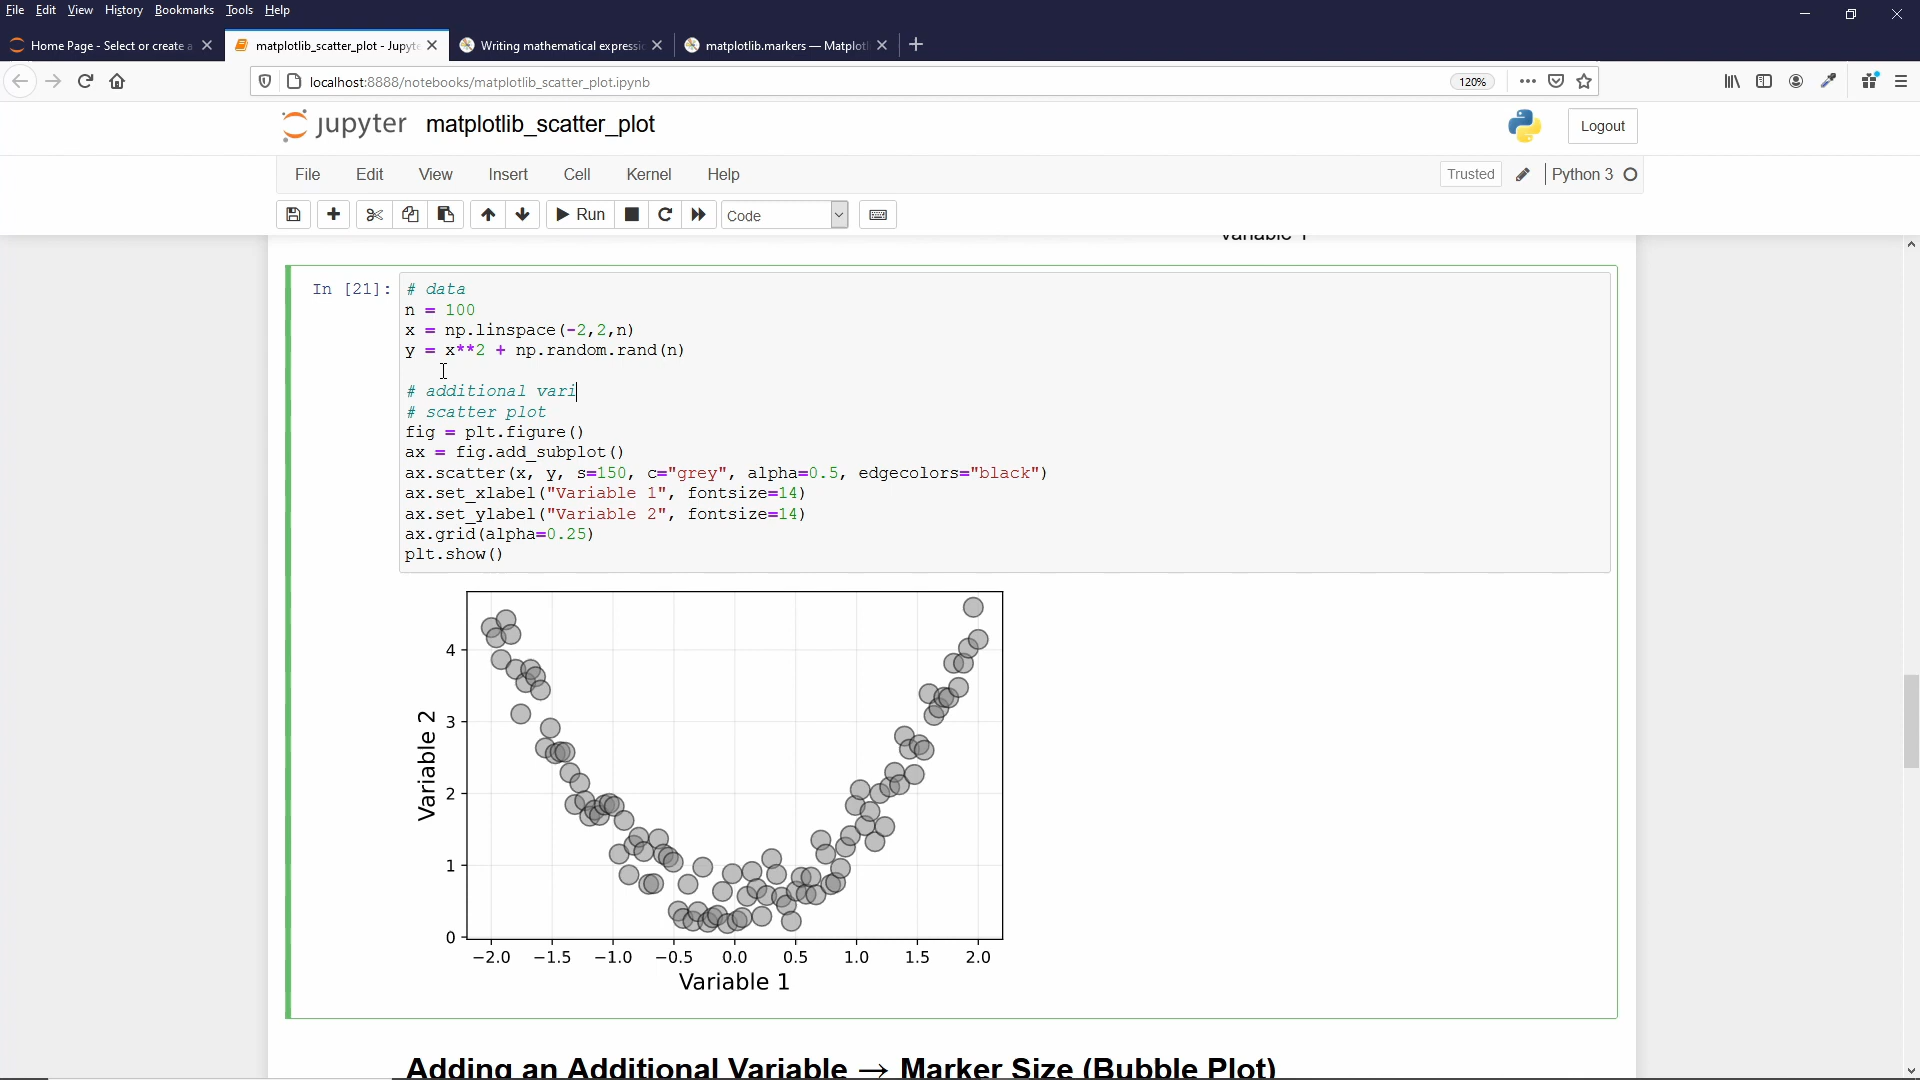 File Edit View History Bookmarks Tools Help
Home Page - Select or create a
matplotlib_scatter_plot - Jupyte
Writing mathematical expressi
matplotlib.markers — Matplotl
localhost:8888/notebooks/matplotlib_scatter_plot.ipynb
120%
jupyter matplotlib_scatter_plot
Logout
File Edit View Insert Cell Kernel Help
Trusted
Python 3
Run
Code
Variable 1
In [21]:
# data
n = 100
x = np.linspace(-2,2,n)
y = x**2 + np.random.rand(n)
# additional vari
# scatter plot
fig = plt.figure()
ax = fig.add_subplot()
ax.scatter(x, y, s=150, c="grey", alpha=0.5, edgecolors="black")
ax.set_xlabel("Variable 1", fontsize=14)
ax.set_ylabel("Variable 2", fontsize=14)
ax.grid(alpha=0.25)
plt.show()
4
3
2
1
0
Variable 2
−2.0 −1.5 −1.0 −0.5 0.0 0.5 1.0 1.5 2.0
Variable 1
Adding an Additional Variable → Marker Size (Bubble Plot)